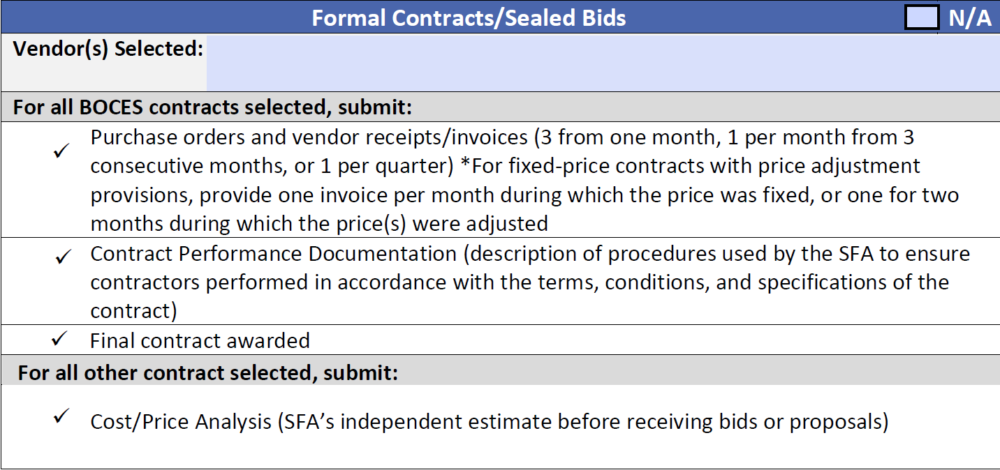 Formal Contracts/Sealed Bids N/A
Vendor(s) Selected:
For all BOCES contracts selected, submit:
✓ Purchase orders and vendor receipts/invoices (3 from one month, 1 per month from 3
consecutive months, or 1 per quarter) *For fixed-price contracts with price adjustment
provisions, provide one invoice per month during which the price was fixed, or one for two
months during which the price(s) were adjusted
✓ Contract Performance Documentation (description of procedures used by the SFA to ensure
contractors performed in accordance with the terms, conditions, and specifications of the
contract)
✓ Final contract awarded
For all other contract selected, submit:
✓ Cost/Price Analysis (SFA’s independent estimate before receiving bids or proposals)